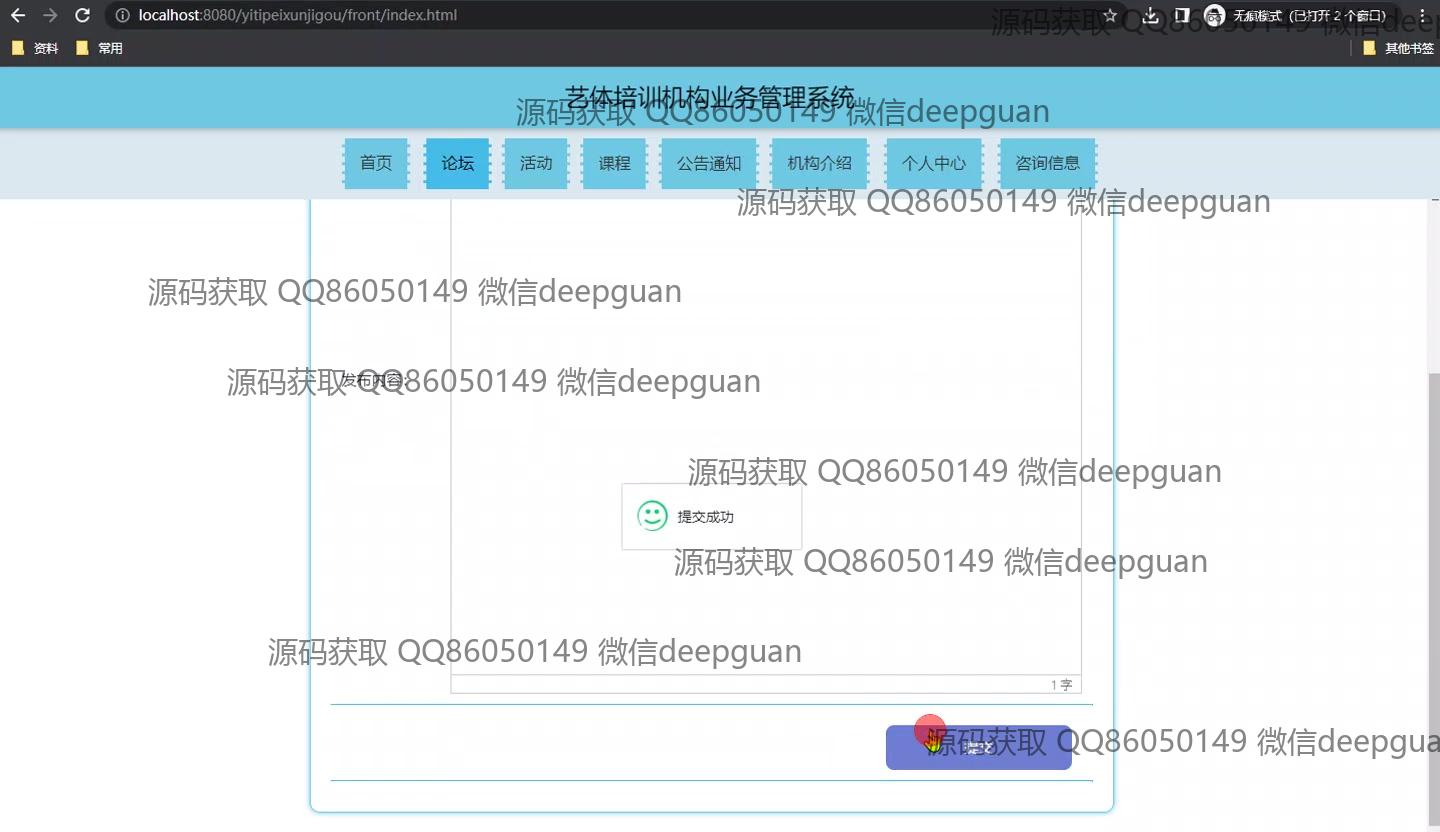 localhost:8080/yitipeixunjigou/front/index.html
无痕模式（已打开 2 个窗口）
源码获取 QQ86050149 微信deep
资料
常用
其他书签
艺体培训机构业务管理系统
源码获取 QQ86050149 微信deepguan
首页
论坛
活动
课程
公告通知
机构介绍
个人中心
咨询信息
源码获取 QQ86050149 微信deepguan
源码获取 QQ86050149 微信deepguan
发布内容:
源码获取 QQ86050149 微信deepguan
源码获取 QQ86050149 微信deepguan
提交成功
源码获取 QQ86050149 微信deepguan
源码获取 QQ86050149 微信deepguan
1 字
提交
源码获取 QQ86050149 微信deepgua